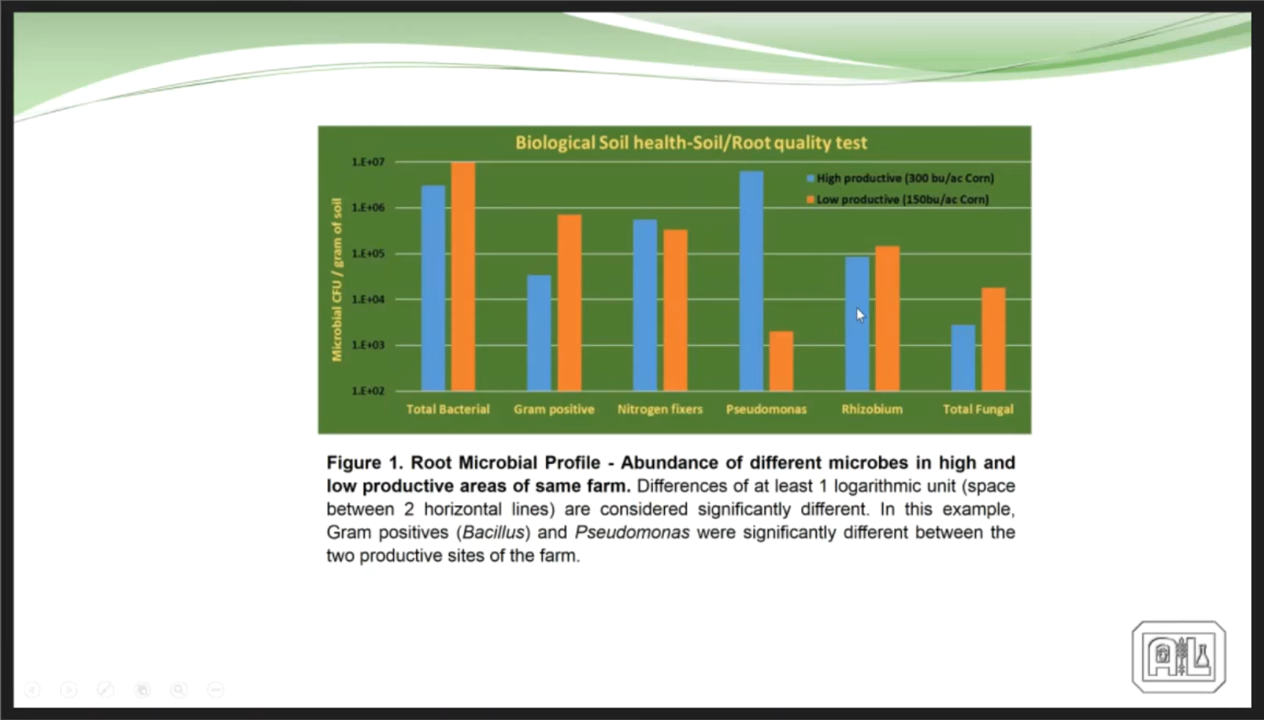 Biological Soil health-Soil/Root quality test
Microbial CFU / gram of soil
1.E+07
1.E+06
1.E+05
1.E+04
1.E+03
1.E+02
High productive (300 bu/ac Corn)
Low productive (150bu/ac Corn)
Total Bacterial
Gram positive
Nitrogen fixers
Pseudomonas
Rhizobium
Total Fungal
Figure 1. Root Microbial Profile - Abundance of different microbes in high and
low productive areas of same farm. Differences of at least 1 logarithmic unit (space
between 2 horizontal lines) are considered significantly different. In this example,
Gram positives (Bacillus) and Pseudomonas were significantly different between the
two productive sites of the farm.
AL